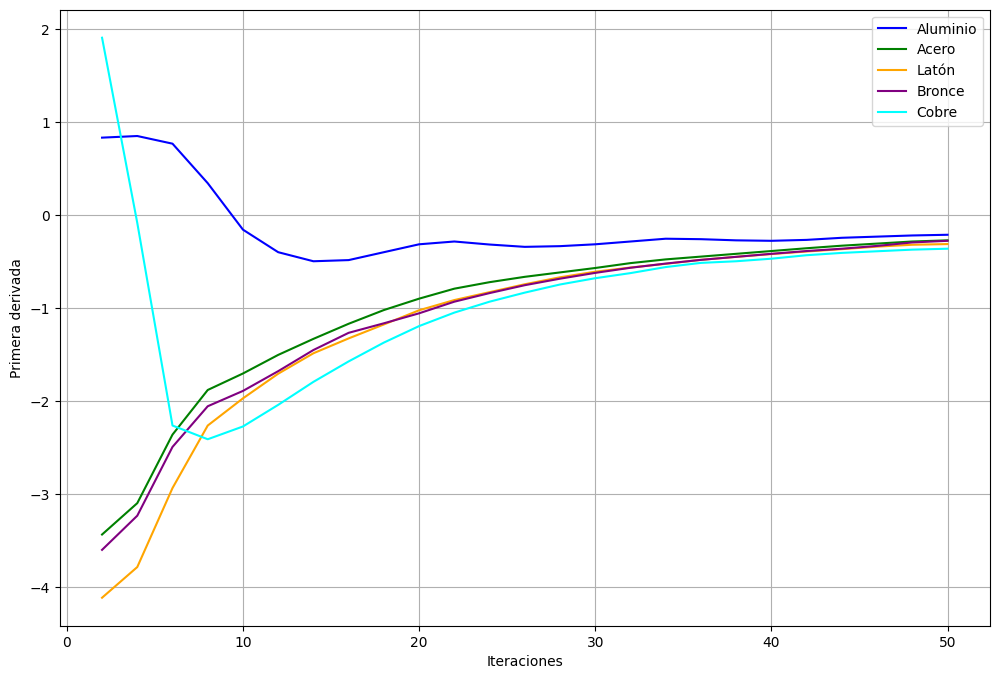 Aluminio
Acero
Latón
Bronce
Cobre
Primera derivada
2
1
0
−1
−2
−3
−4
0 10 20 30 40 50
Iteraciones